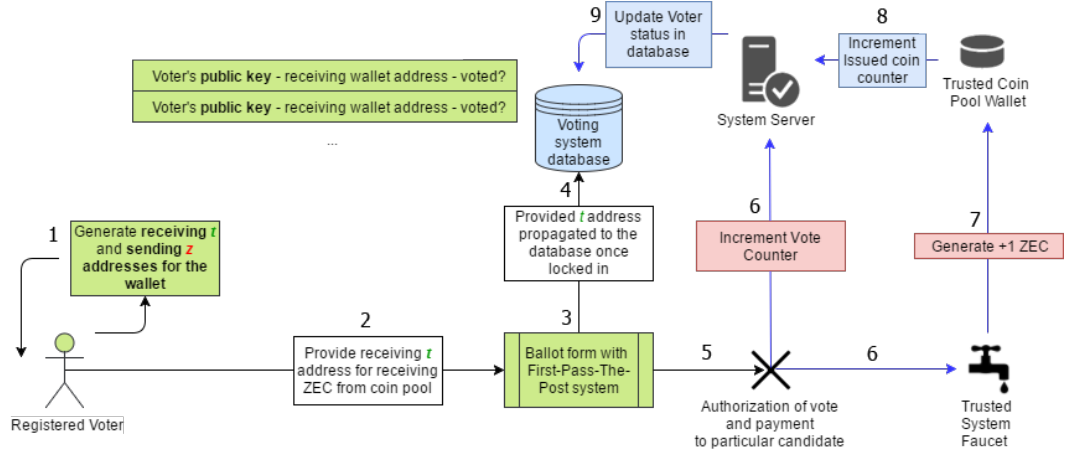 9
Update Voter
status in
database
8
Increment
Issued coin
counter
Trusted Coin
Pool Wallet
System Server
Voter's public key - receiving wallet address - voted?
Voter's public key - receiving wallet address - voted?
...
Voting
system
database
4
Provided t address
propagated to the
database once
locked in
6
Increment Vote
Counter
7
Generate +1 ZEC
1
Generate receiving t
and sending z
addresses for the
wallet
Registered Voter
2
Provide receiving t
address for receiving
ZEC from coin pool
3
Ballot form with
First-Pass-The-
Post system
5
Authorization of vote
and payment
to particular candidate
6
Trusted
System
Faucet